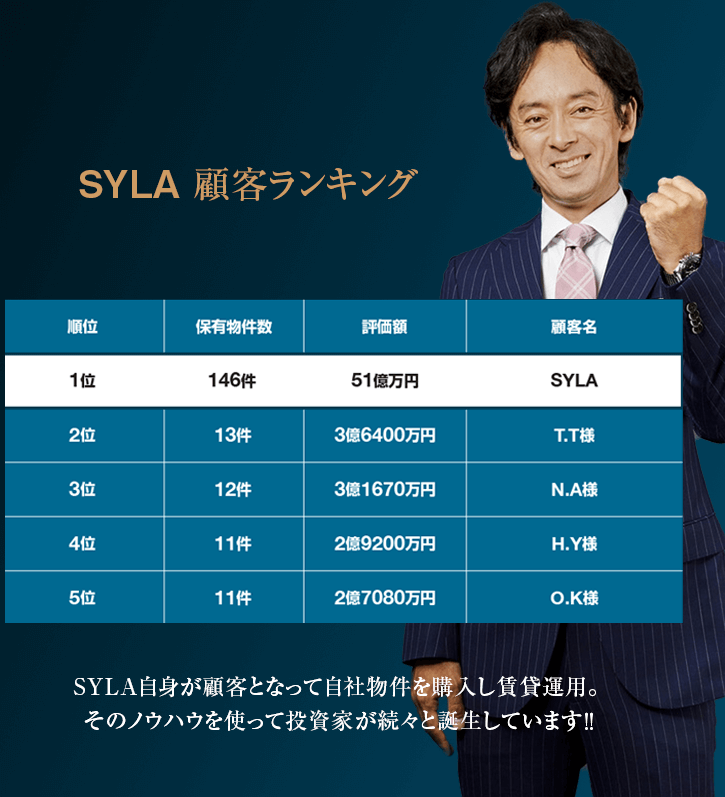 SYLA 顧客ランキング
順位 保有物件数 評価額 顧客名
1位 146件 51億万円 SYLA
2位 13件 3億6400万円 T.T様
3位 12件 3億1670万円 N.A様
4位 11件 2億9200万円 H.Y様
5位 11件 2億7080万円 O.K様
SYLA自身が顧客となって自社物件を購入し賃貸運用。
そのノウハウを使って投資家が続々と誕生しています!!